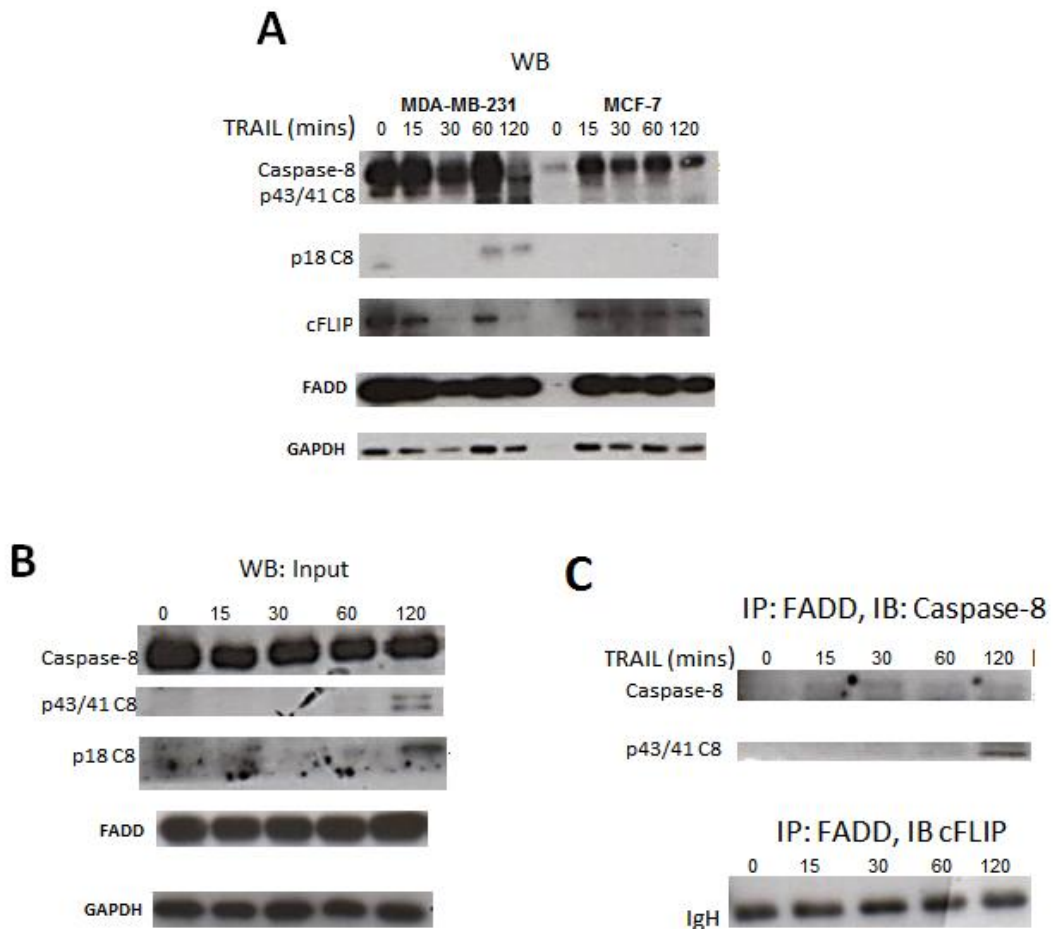 A
WB
MDA-MB-231 MCF-7
TRAIL (mins) 0 15 30 60 120 0 15 30 60 120
Caspase-8
p43/41 C8
p18 C8
cFLIP
FADD
GAPDH
B
WB: Input
0 15 30 60 120
Caspase-8
p43/41 C8
p18 C8
FADD
GAPDH
C
IP: FADD, IB: Caspase-8
TRAIL (mins) 0 15 30 60 120
Caspase-8
p43/41 C8
IP: FADD, IB cFLIP
0 15 30 60 120
IgH